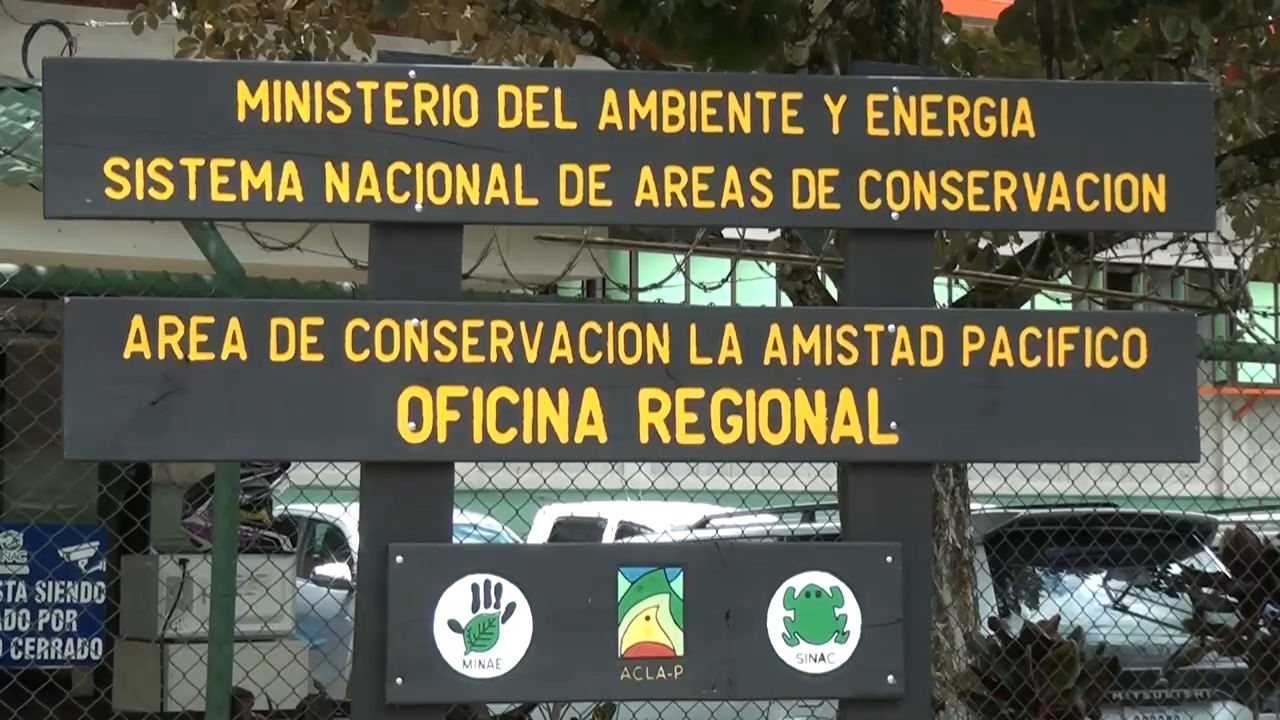 MINISTERIO DEL AMBIENTE Y ENERGIA
SISTEMA NACIONAL DE AREAS DE CONSERVACION
AREA DE CONSERVACION LA AMISTAD PACIFICO
OFICINA REGIONAL
MINAE
ACLA-P
SINAC
STA SIENDO
ADO POR
O CERRADO
MITSUBISHI